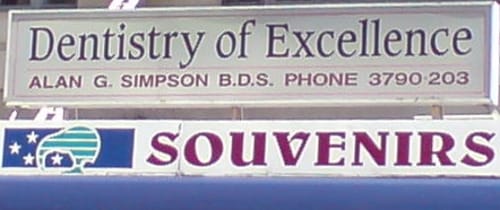 Dentistry of Excellence
ALAN G. SIMPSON B.D.S. PHONE 3790-203
SOUVENIRS